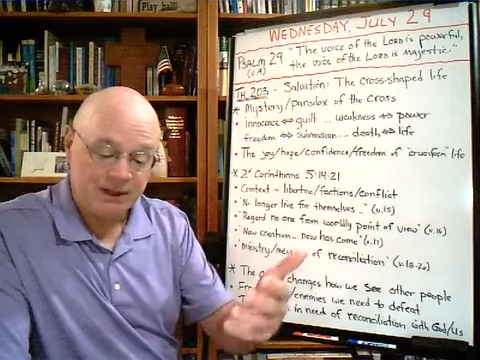 Play ball!
WEDNESDAY, JULY 29
PSALM 29 "The voice of the LORD is powerful,
(v.4) the voice of the LORD is majestic."
TH. 203: Salvation: The Cross-shaped life
* Mystery/paradox of the cross
• Innocence ⇔ guilt ... weakness ⇔ power
Freedom ⇔ submission... death ⇔ life
• The joy/hope/confidence/freedom of "cruciform" life
* 2nd Corinthians 5:14-21
• Context ~ libertine/factions/conflict
• "No longer live for themselves.." (v.15)
• "Regard no one from worldly point of view" (v.16)
• "New creation... new has come" (v.17)
• "ministry/mes of reconciliation" (v.18-20)
* The changes how we see other people
/enemies we need to defeat
in need of reconciliation with God/us